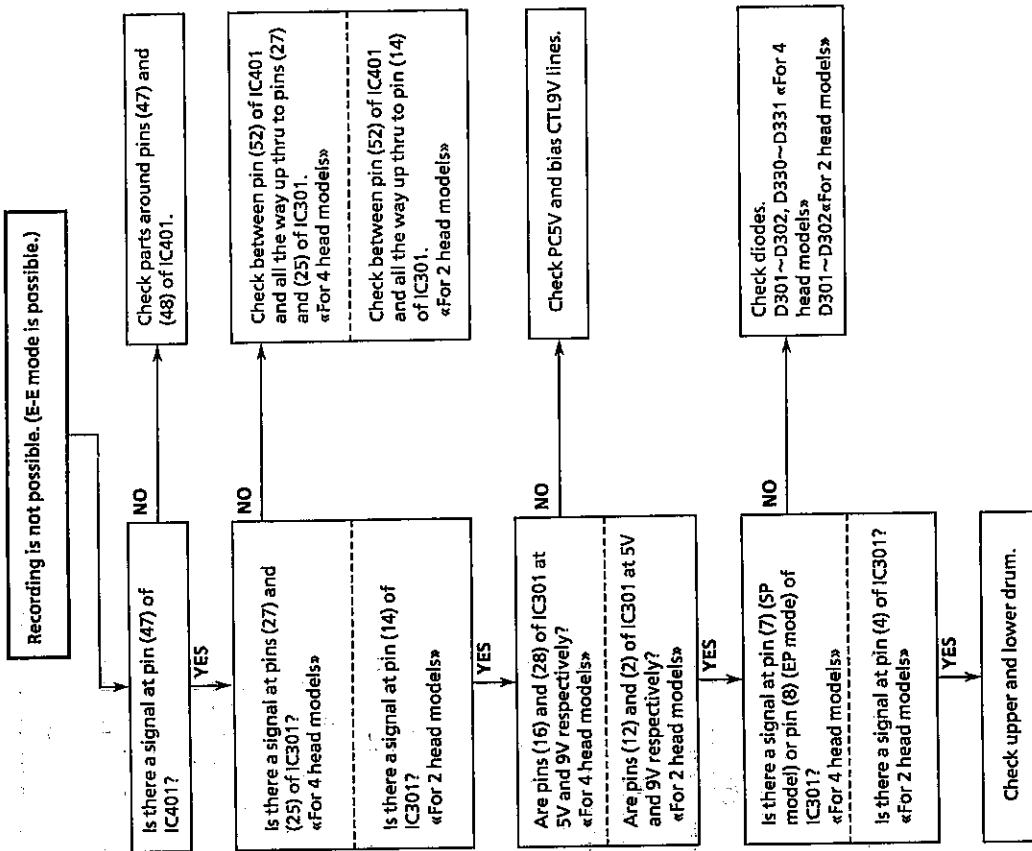 Recording is not possible. (E-E mode is passible.)
Is there a signal at pin (47) of
IC401?
NO
Check parts around pins (47) and
(48) of IC401.
YES
Is there a signal at pins (27) and
(25) of IC301?
«For 4 head models»
Is there a signal at pin (14) of
IC301?
«For 2 head models»
NO
Check between pin (52) of IC401
and all the way up thru to pins (27)
and (25) of IC301.
«For 4 head models»
Check between pin (52) of IC401
and all the way up thru to pin (14)
of IC301.
«For 2 head models»
YES
Are pins (16) and (28) of IC301 at
5V and 9V respectively?
«For 4 head models»
Are pins (12) and (2) of IC301 at 5V
and 9V respectively?
«For 2 head models»
NO
Check PC5V and bias CTL9V lines.
YES
Is there a signal at pin (7) (SP
model) or pin (8) (EP mode) of
IC301?
«For 4 head models»
Is there a signal at pin (4) of IC301?
«For 2 head models»
NO
Check diodes.
D301~D302, D330~D331 «For 4
head models»
D301~D302«For 2 head models»
YES
Check upper and lower drum.